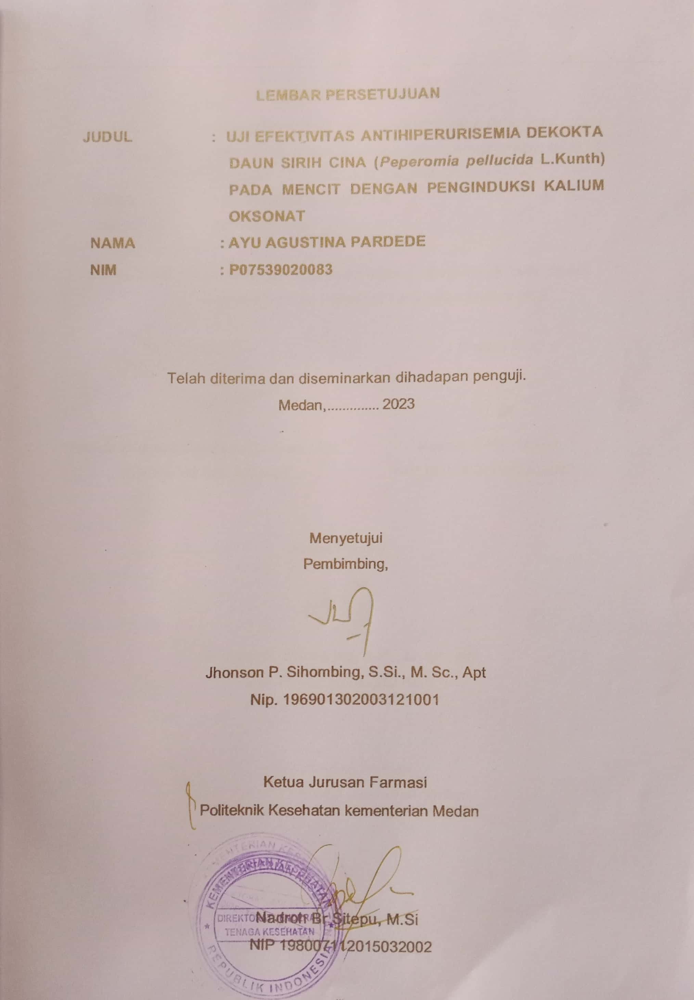 LEMBAR PERSETUJUAN
JUDUL : UJI EFEKTIVITAS ANTIHIPERURISEMIA DEKOKTA
DAUN SIRIH CINA (Peperomia pellucida L.Kunth)
PADA MENCIT DENGAN PENGINDUKSI KALIUM
OKSONAT
NAMA : AYU AGUSTINA PARDEDE
NIM : P07539020083
Telah diterima dan diseminarkan dihadapan penguji.
Medan,.............. 2023
Menyetujui
Pembimbing,
Jhonson P. Sihombing, S.Si., M. Sc., Apt
Nip. 196901302003121001
Ketua Jurusan Farmasi
Politeknik Kesehatan kementerian Medan
KEMENTERIAN KESEHATAN
Nadroh Br Sitepu, M.Si
TENAGA KESEHATAN
NIP 198007112015032002
REPUBLIK INDONESIA